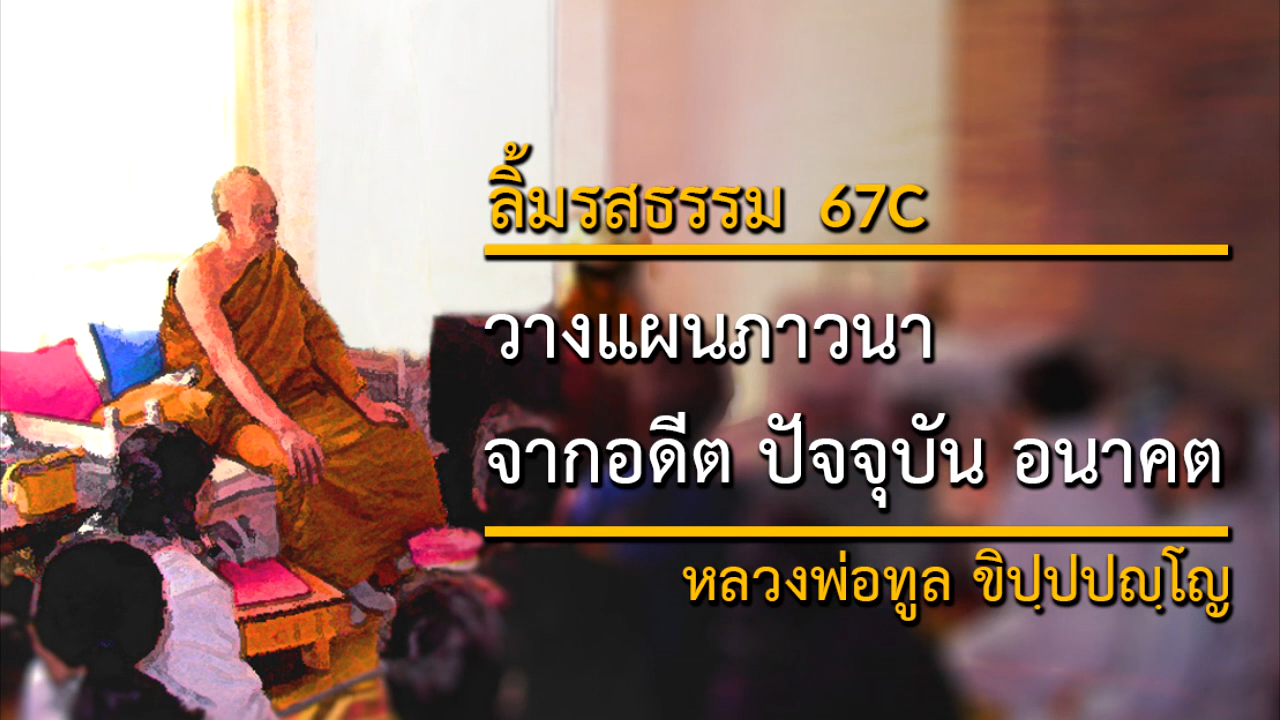 ลิ้มรสธรรม 67C
วางแผนภาวนา
จากอดีต ปัจจุบัน อนาคต
หลวงพ่อทูล ขิปฺปปญฺโญ